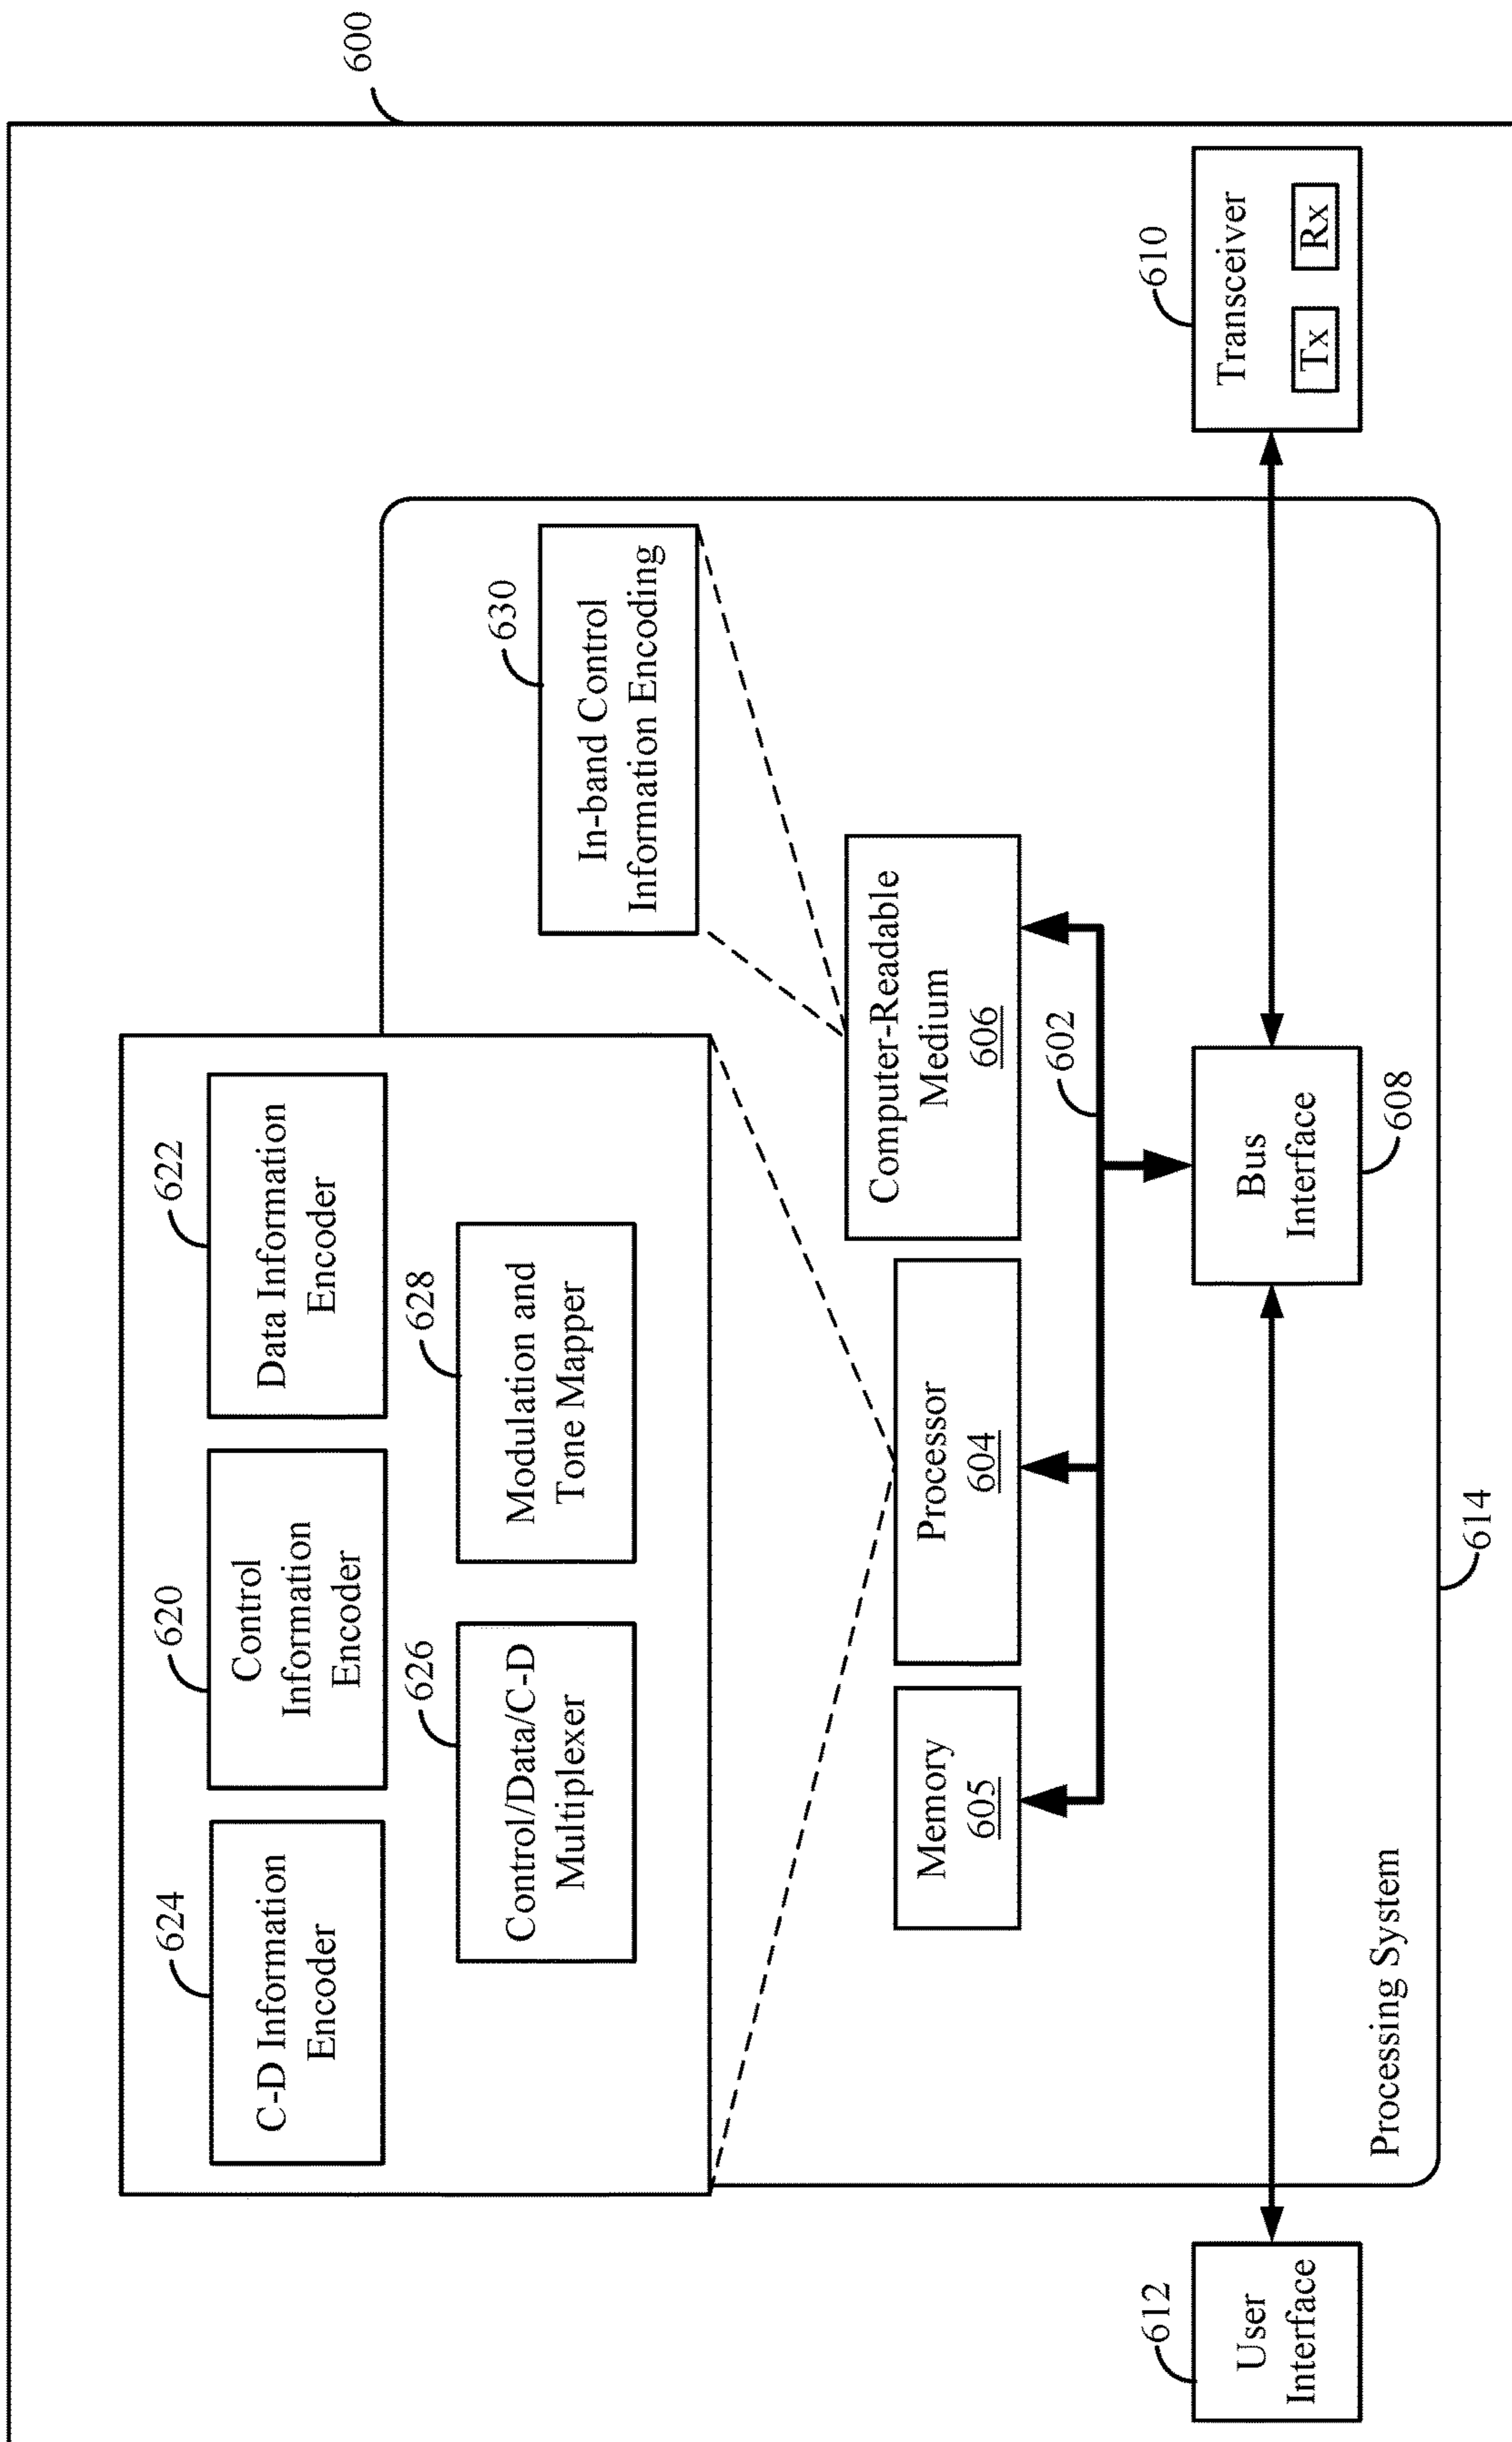 600
624
C-D Information
Encoder
620
Control
Information
Encoder
622
Data Information
Encoder
626
Control/Data/C-D
Multiplexer
628
Modulation and
Tone Mapper
630
In-band Control
Information Encoding
Memory
605
Processor
604
Computer-Readable
Medium
606
602
612
User
Interface
Bus
Interface
608
610
Transceiver
Tx
Rx
Processing System
614